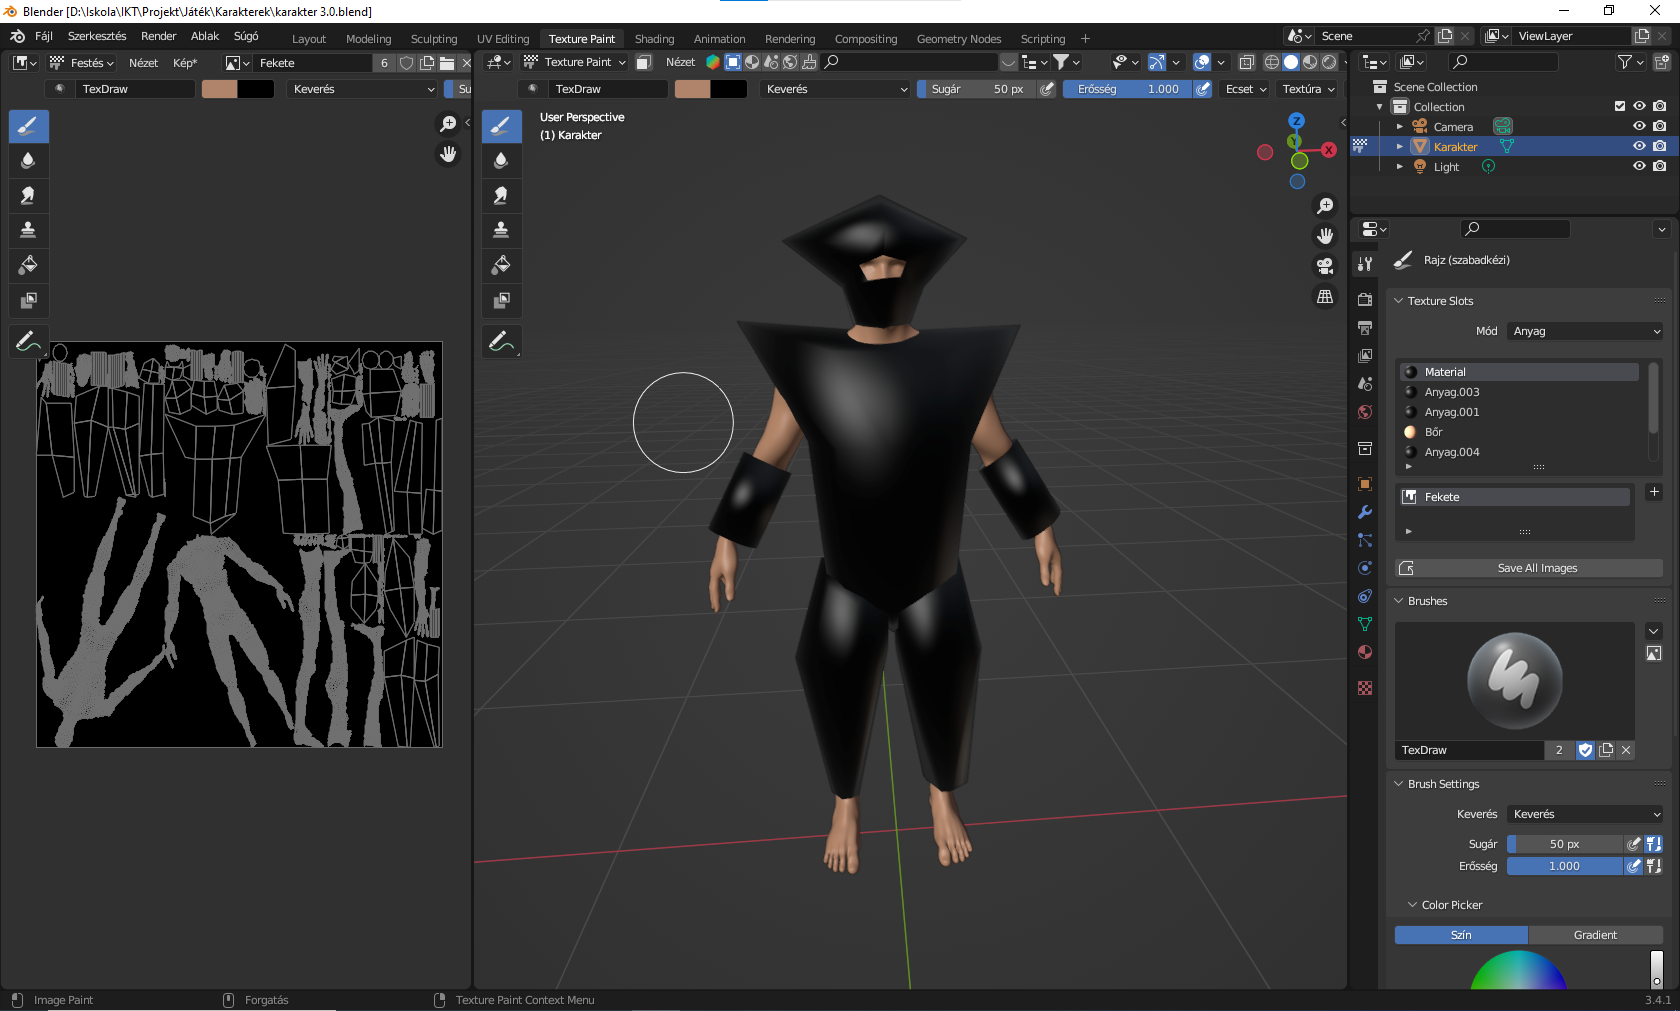 Blender [D:\Iskola\IKT\Projekt\Játék\Karakterek\karakter 3.0.blend]
Fájl Szerkesztés Render Ablak Súgó Layout Modeling Sculpting UV Editing Texture Paint Shading Animation Rendering Compositing Geometry Nodes Scripting + Scene ViewLayer
Festés Nézet Kép* Fekete 6 Texture Paint Nézet
TexDraw Keverés Su TexDraw Keverés Sugár 50 px Erősség 1.000 Ecset Textúra
User Perspective
(1) Karakter
Z
Y
X
Scene Collection
Collection
Camera
Karakter
Light
Rajz (szabadkézi)
Texture Slots
Mód Anyag
Material
Anyag.003
Anyag.001
Bőr
Anyag.004
Fekete
Save All Images
Brushes
TexDraw 2
Brush Settings
Keverés Keverés
Sugár 50 px
Erősség 1.000
Color Picker
Szín Gradient
Image Paint Forgatás Texture Paint Context Menu 3.4.1